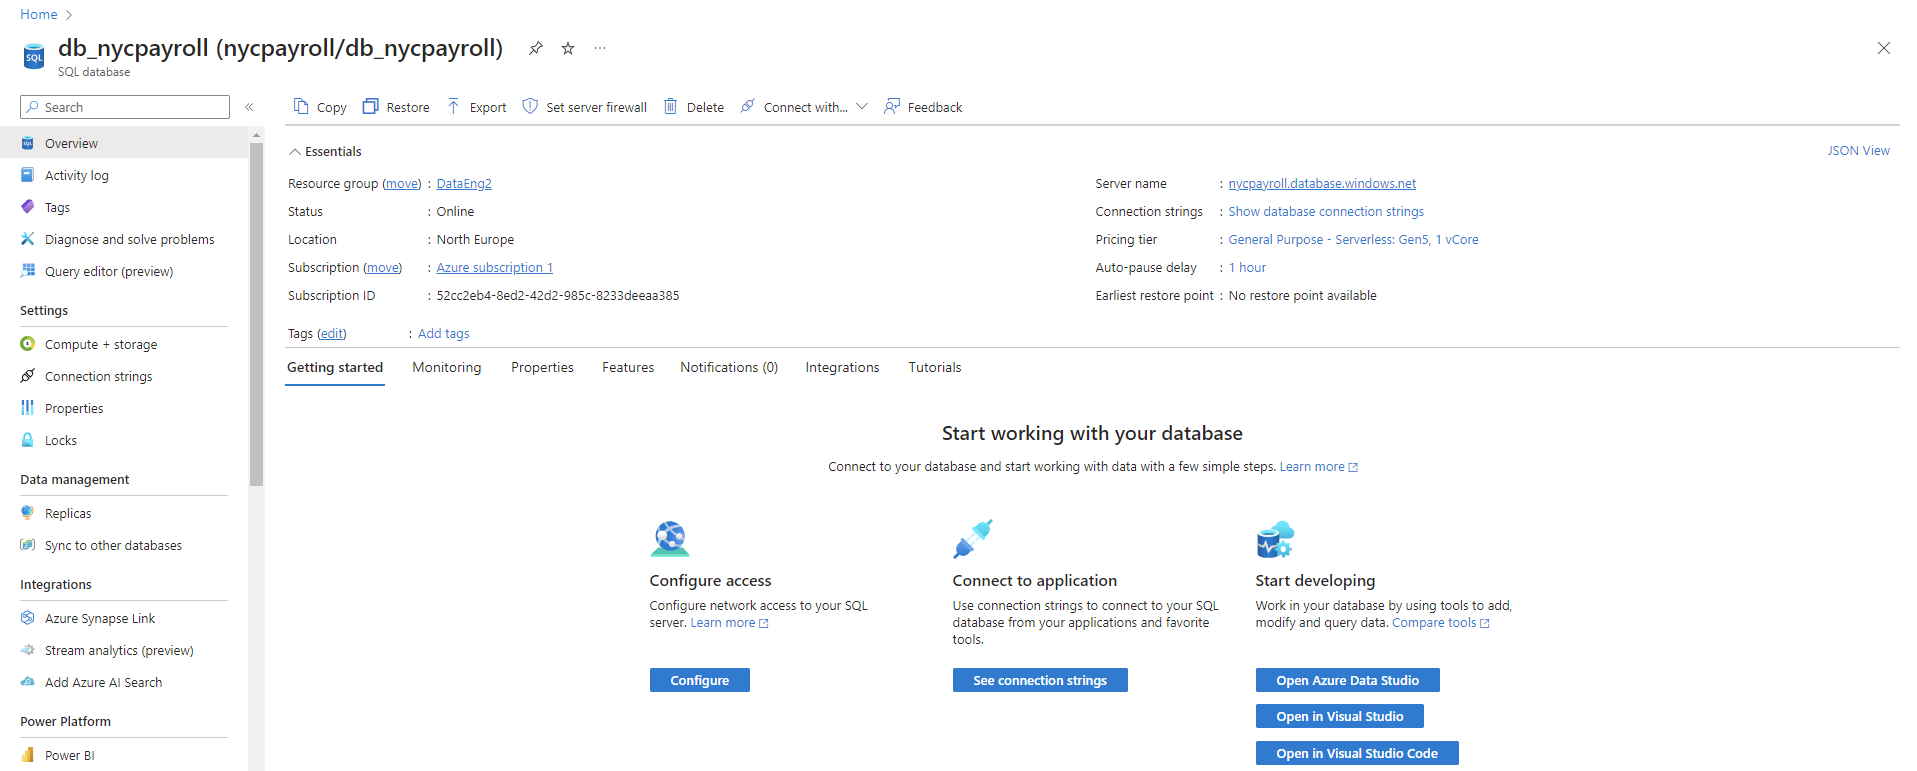 Home
db_nycpayroll (nycpayroll/db_nycpayroll)
SQL
SQL database
Search
Overview
Activity log
Tags
Diagnose and solve problems
Query editor (preview)
Settings
Compute + storage
Connection strings
Properties
Locks
Data management
Replicas
Sync to other databases
Integrations
Azure Synapse Link
Stream analytics (preview)
Add Azure AI Search
Power Platform
Power BI
Copy Restore Export Set server firewall Delete Connect with... Feedback
Essentials
JSON View
Resource group (move) : DataEng2
Status : Online
Location : North Europe
Subscription (move) : Azure subscription 1
Subscription ID : 52cc2eb4-8ed2-42d2-985c-8233deeaa385
Server name : nycpayroll.database.windows.net
Connection strings : Show database connection strings
Pricing tier : General Purpose - Serverless: Gen5, 1 vCore
Auto-pause delay : 1 hour
Earliest restore point : No restore point available
Tags (edit) : Add tags
Getting started Monitoring Properties Features Notifications (0) Integrations Tutorials
Start working with your database
Connect to your database and start working with data with a few simple steps. Learn more
Configure access
Configure network access to your SQL
server. Learn more
Configure
Connect to application
Use connection strings to connect to your SQL
database from your applications and favorite
tools.
See connection strings
Start developing
Work in your database by using tools to add,
modify and query data. Compare tools
Open Azure Data Studio
Open in Visual Studio
Open in Visual Studio Code